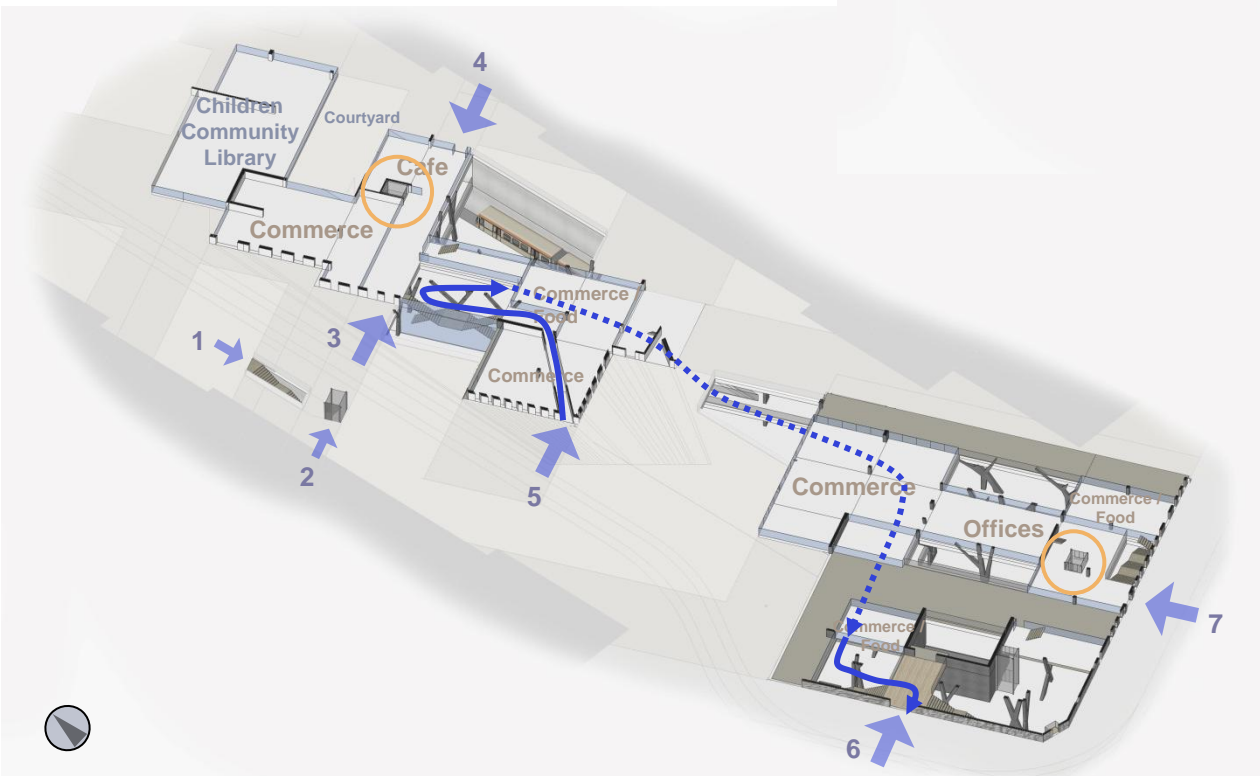 4
Children
Community
Library
Courtyard
Cafe
Commerce
Commerce
Food
3
1
Commerce
2
5
Commerce
Commerce /
Food
Offices
7
Commerce /
Food
6